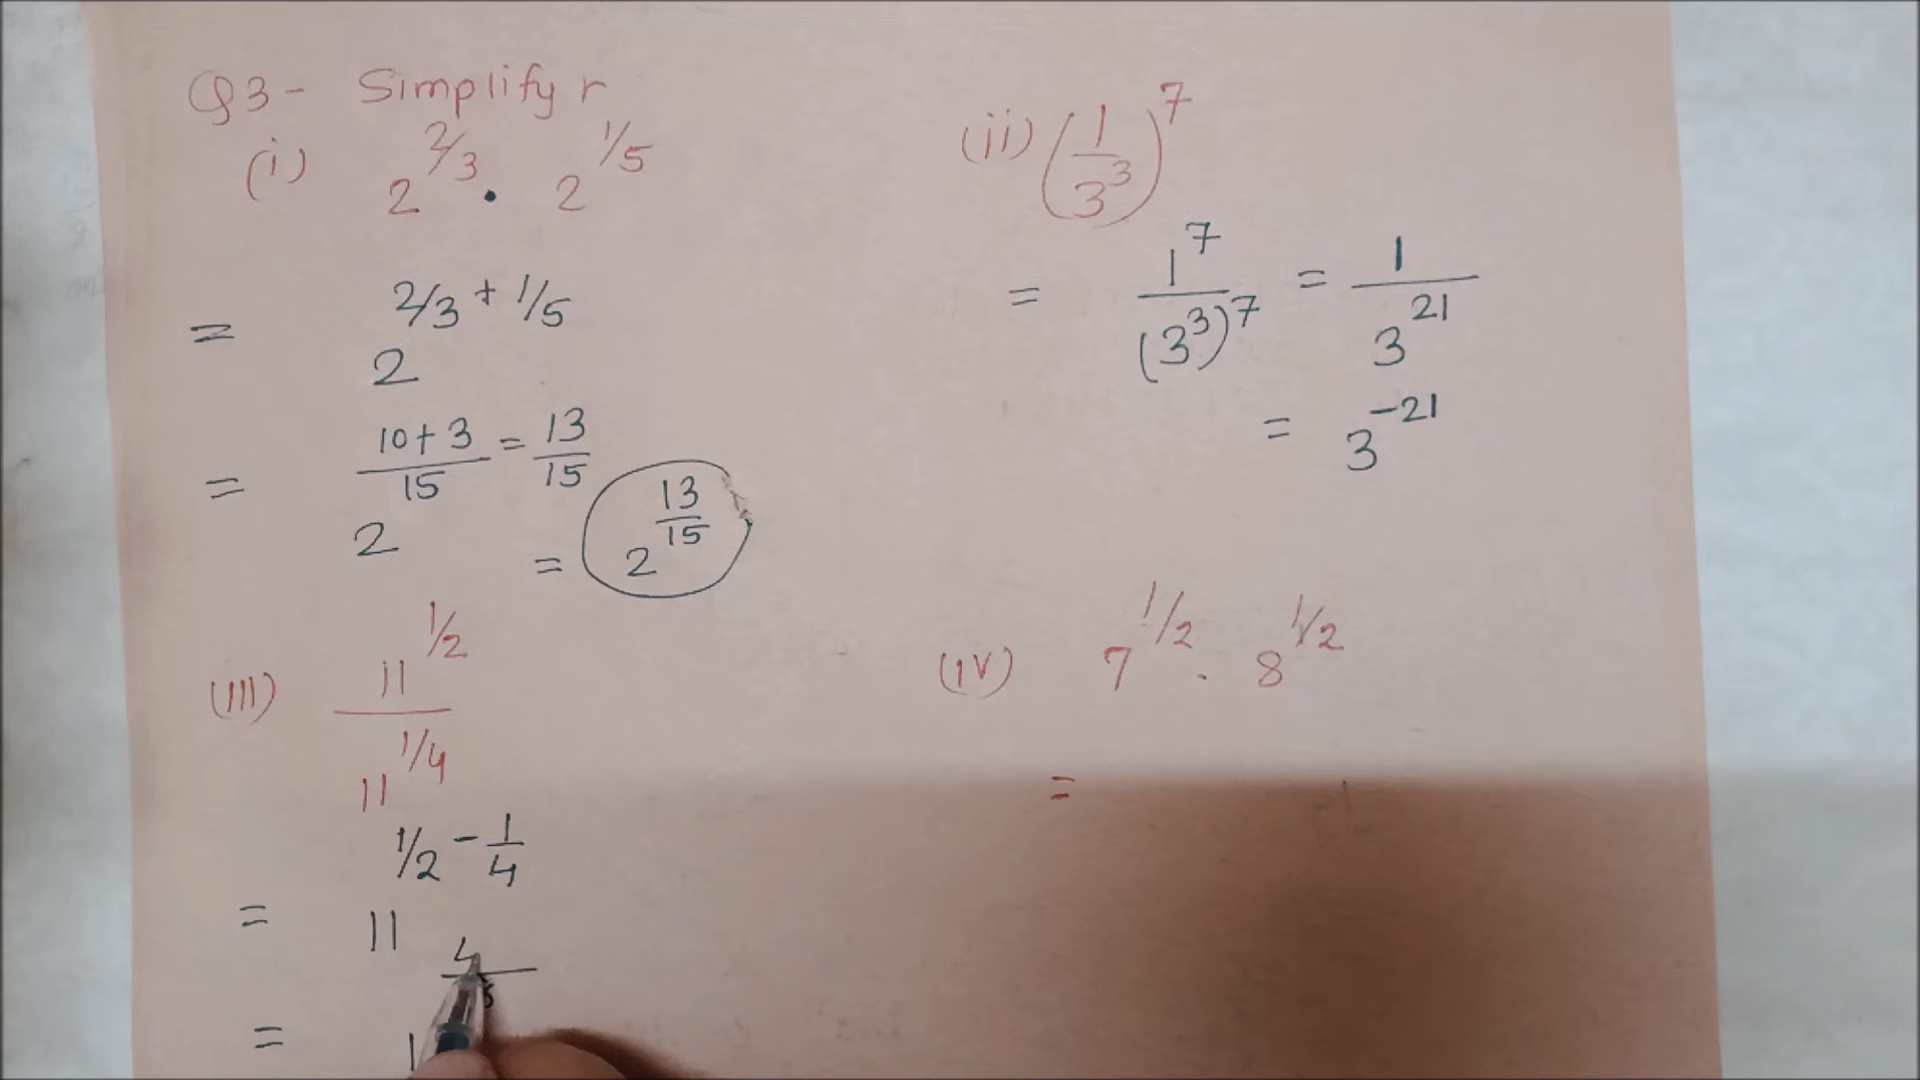 Q3- Simplify r
(i) 2^2/3 . 2^1/5
= 2^2/3 + 1/5
= 2^(10+3)/15 = 13/15
= 2^13/15
(ii) (1/3^3)^7
= 1^7/(3^3)^7 = 1/3^21
= 3^-21
(III) 11^1/2 / 11^1/4
= 11^1/2 - 1/4
=
(IV) 7^1/2 . 8^1/2
=